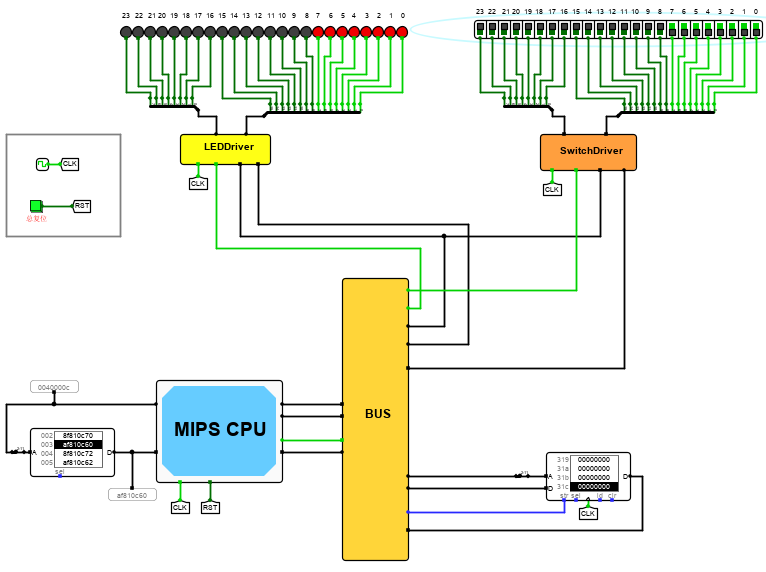 23 22 21 20 19 18 17 16 15 14 13 12 11 10 9 8 7 6 5 4 3 2 1 0
23 22 21 20 19 18 17 16 15 14 13 12 11 10 9 8 7 6 5 4 3 2 1 0
LEDDriver
SwitchDriver
CLK
CLK
CLK
RST
总复位
0040000c
BUS
MIPS CPU
002 8f810c70
003 af810c60
A 004 8f810c72 D
005 af810c62
sel
af810c60
CLK
RST
319 00000000
31a 00000000
A 31b 00000000 D
D 31c 00000000
str sel ld clr
CLK